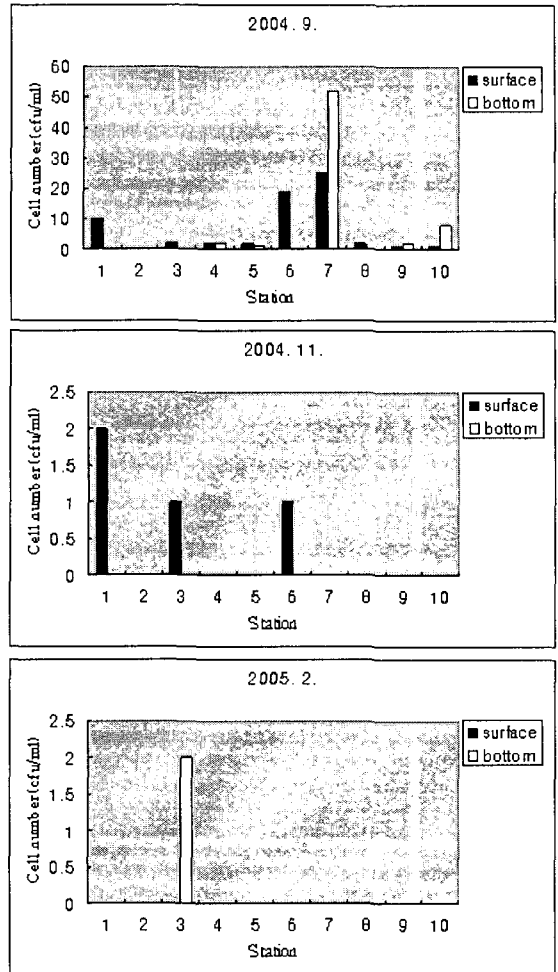 2004. 9.
60
50
40
30
20
10
0
Cell number(cfu/ml)
1 2 3 4 5 6 7 8 9 10
Station
surface
bottom
2004. 11.
2.5
2
1.5
1
0.5
0
Cell number(cfu/ml)
1 2 3 4 5 6 7 8 9 10
Station
surface
bottom
2005. 2.
2.5
2
1.5
1
0.5
0
Cell number(cfu/ml)
1 2 3 4 5 6 7 8 9 10
Station
surface
bottom